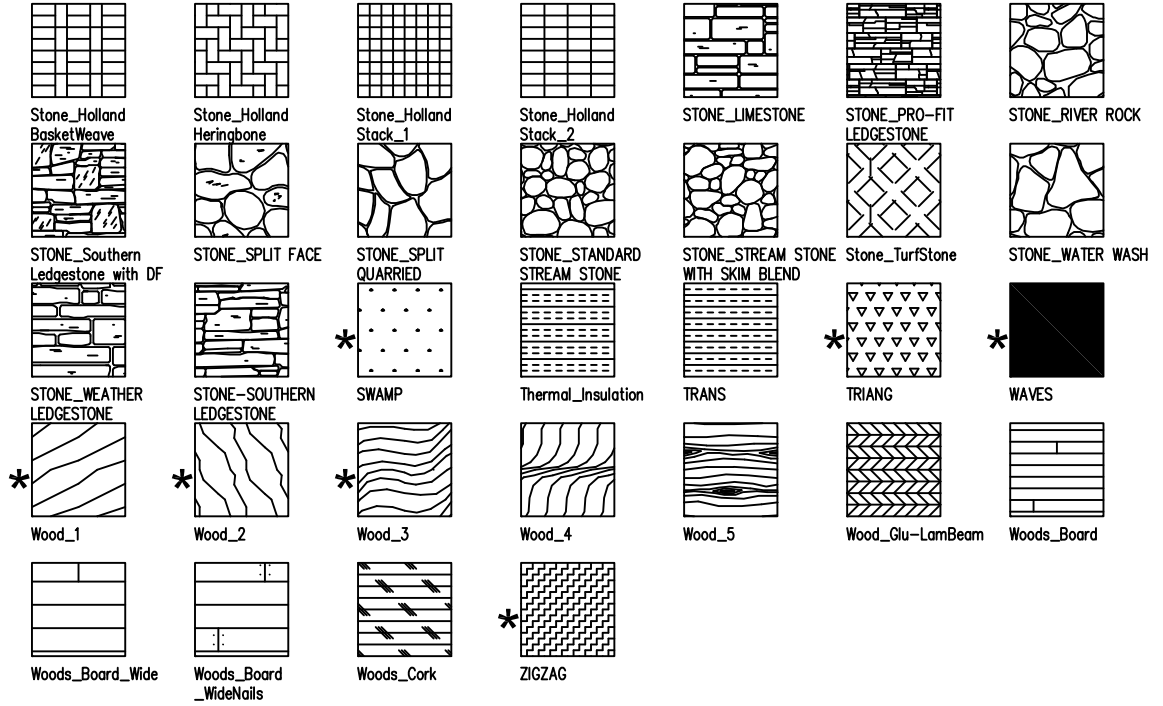 Stone_Holland BasketWeave
Stone_Holland Heringbone
Stone_Holland Stack_1
Stone_Holland Stack_2
STONE_LIMESTONE
STONE_PRO-FIT LEDGESTONE
STONE_RIVER ROCK
STONE_Southern Ledgestone with DF
STONE_SPLIT FACE
STONE_SPLIT QUARRIED
STONE_STANDARD STREAM STONE
STONE_STREAM STONE WITH SKIM BLEND
Stone_TurfStone
STONE_WATER WASH
STONE_WEATHER LEDGESTONE
STONE-SOUTHERN LEDGESTONE
* SWAMP
Thermal_Insulation
TRANS
* TRIANG
* WAVES
* Wood_1
* Wood_2
* Wood_3
Wood_4
Wood_5
Wood_Glu-LamBeam
Woods_Board
Woods_Board_Wide
Woods_Board _WideNails
Woods_Cork
* ZIGZAG